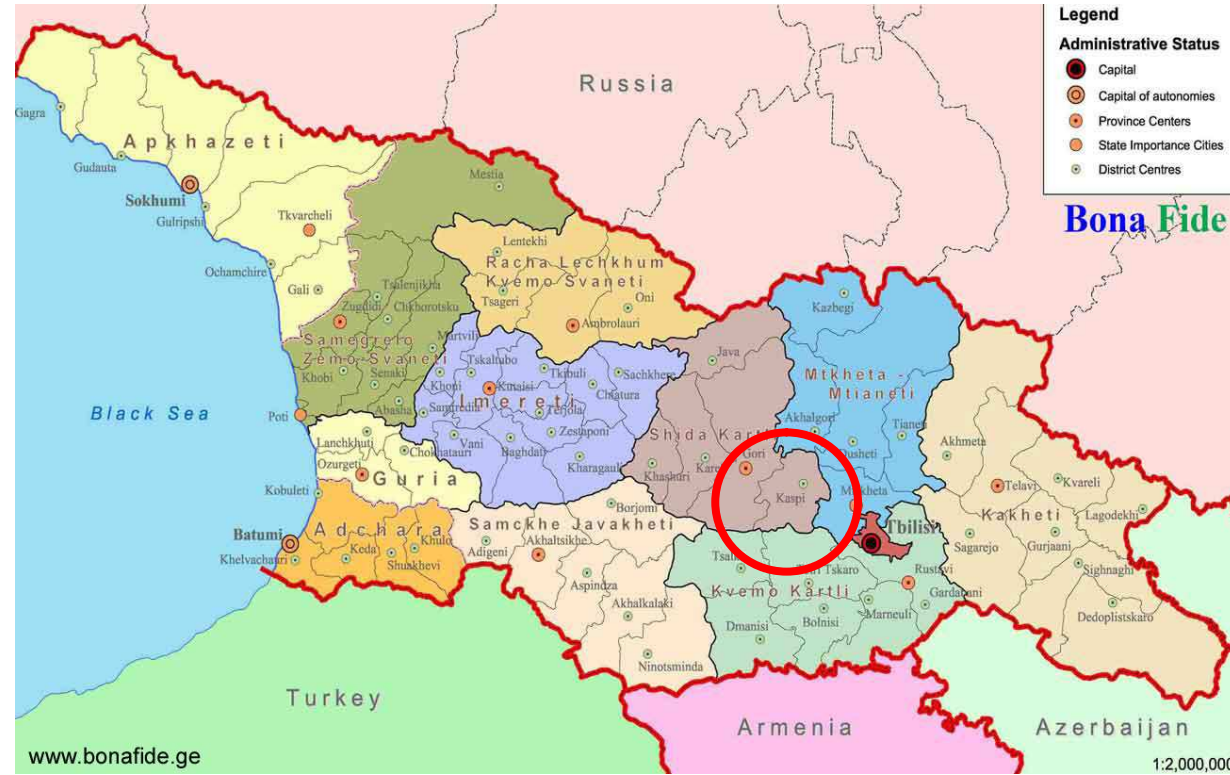 Legend
Administrative Status
Capital
Capital of autonomies
Province Centers
State Importance Cities
District Centres
Bona Fide
Russia
Gagra
Apkhazeti
Gudauta
Sokhumi
Gulripshi
Tkvarcheli
Mestia
Ochamchire
Gali
Lentekhi
Racha Lechkhum
Kvemo Svaneti
Tsageri
Oni
Ambrolauri
Kazbegi
Tsalenjikha
Zugdidi
Chkhorotsku
Samegrelo
Zemo-Svaneti
Martvili
Khobi
Senaki
Abasha
Poti
Black Sea
Tskaltubo
Tkibuli
Sachkhere
Khoni
Kutaisi
Chiatura
Imereti
Samtredia
Terjola
Vani
Baghdati
Zestaponi
Kharagauli
Java
Mtkheta -
Mtianeti
Akhalgori
Tianeti
Dusheti
Shida Kartli
Gori
Khashuri
Kaspi
Akhmeta
Telavi
Kvareli
Lagodekhi
Kakheti
Sagarejo
Gurjaani
Sighnaghi
Dedoplistskaro
Lanchkhuti
Chokhatauri
Ozurgeti
Guria
Kobuleti
Batumi
Adchara
Khulo
Keda
Shuakhevi
Khelvachauri
Borjomi
Samckhe Javakheti
Adigeni
Akhaltsikhe
Aspindza
Akhalkalaki
Ninotsminda
Tbilisi
Rustavi
Gardabani
Kvemo Kartli
Marneuli
Bolnisi
Dmanisi
Turkey
Armenia
Azerbaijan
www.bonafide.ge
1:2,000,000